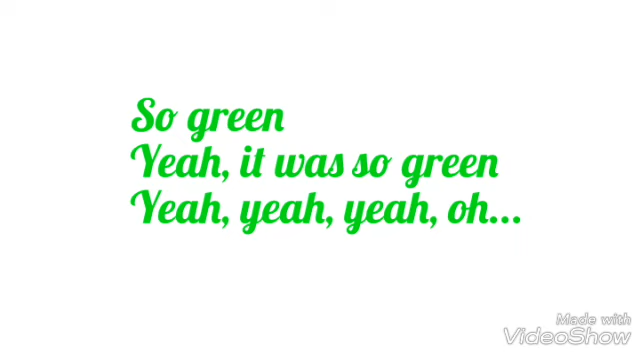 So green
Yeah, it was so green
Yeah, yeah, yeah, oh...
Made with
VideoShow